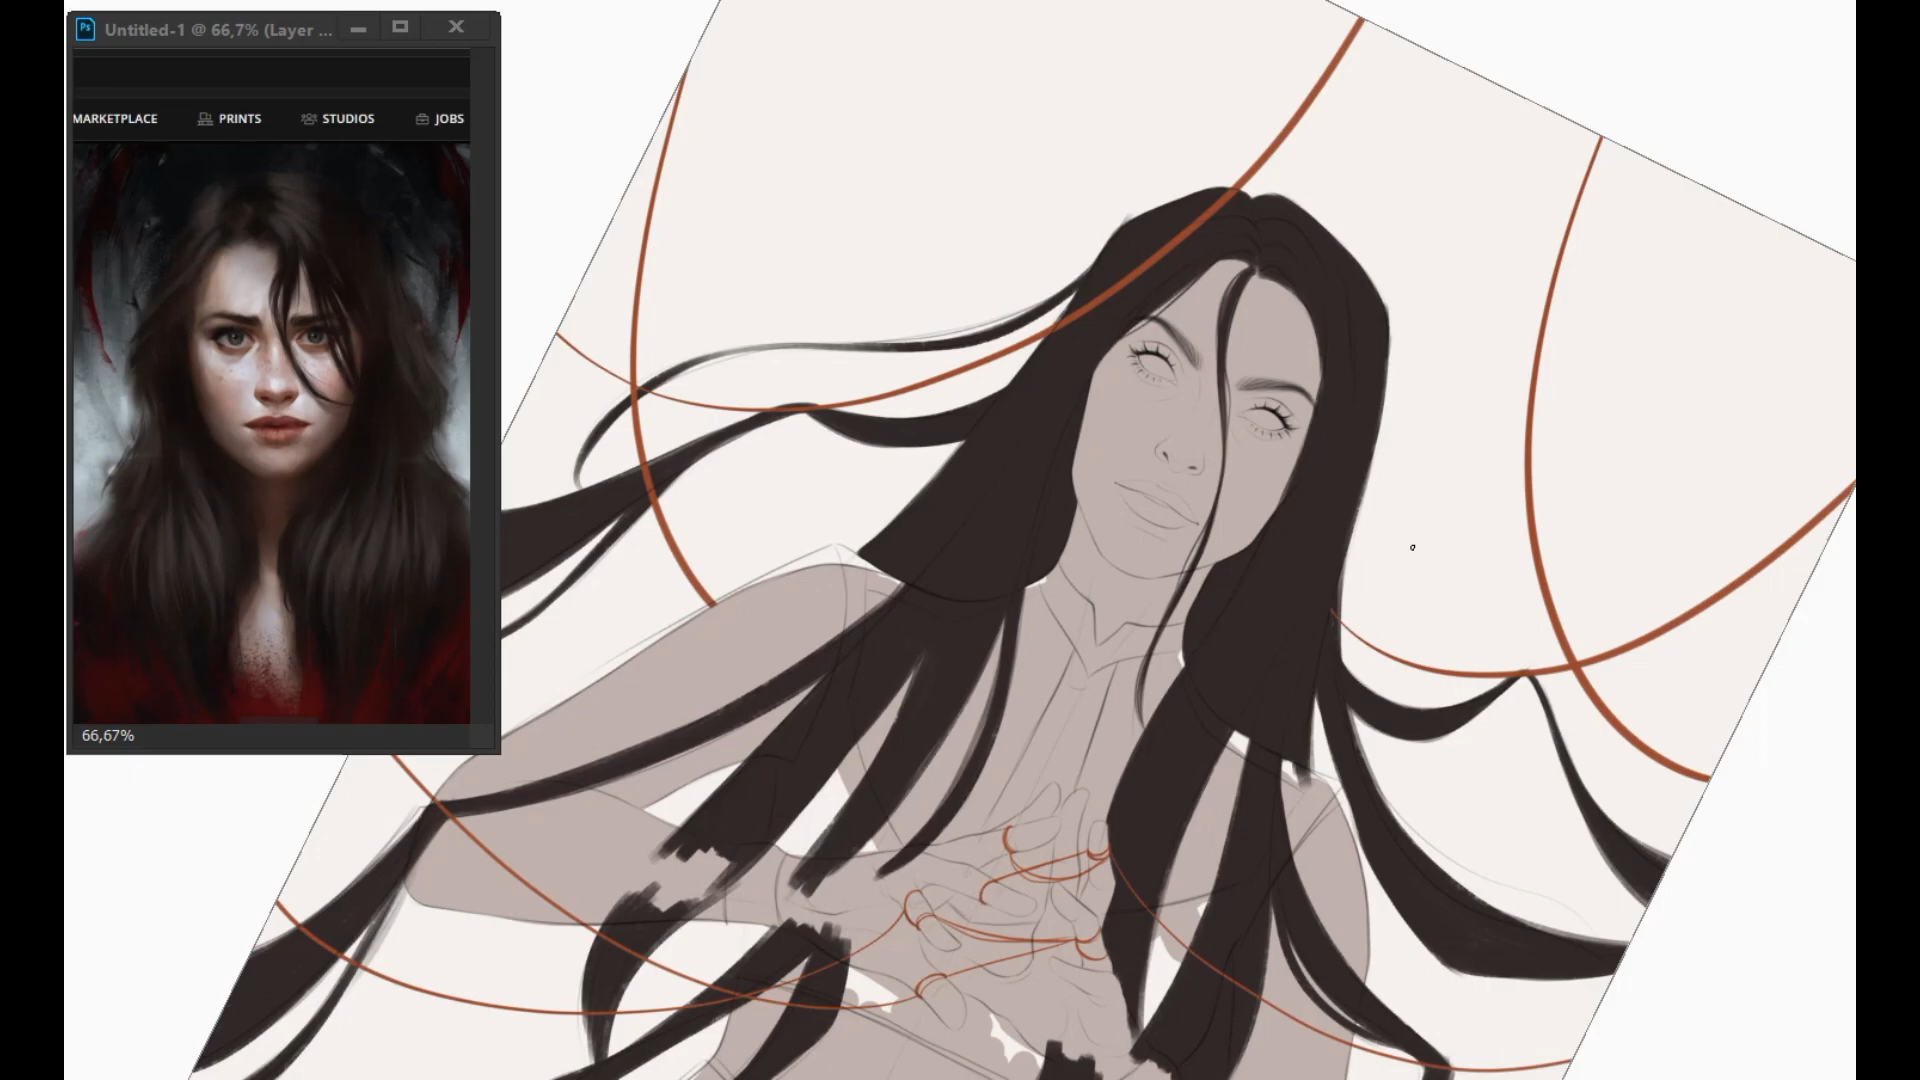 Ps
Untitled-1 @ 66,7% (Layer ...
MARKETPLACE PRINTS STUDIOS JOBS
66,67%